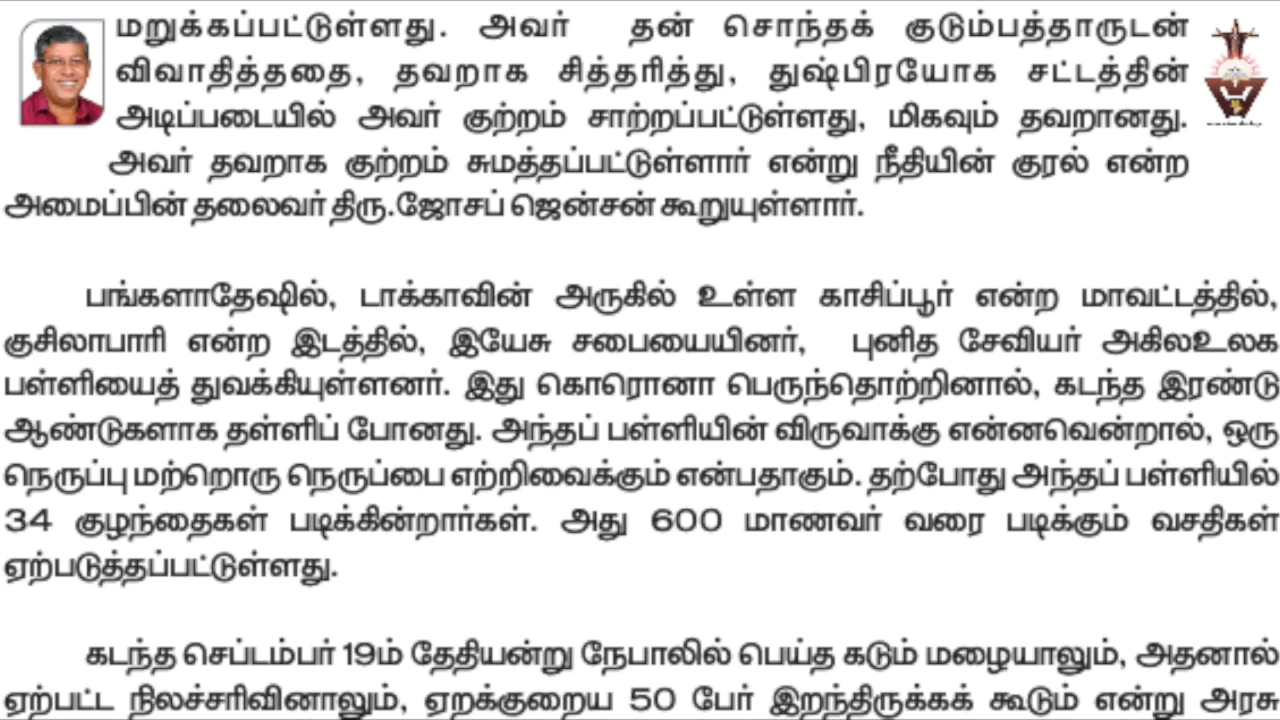 மறுக்கப்பட்டுள்ளது. அவர் தன் சொந்தக் குடும்பத்தாருடன்
விவாதித்ததை, தவறாக சித்தரித்து, துஷ்பிரயோக சட்டத்தின்
அடிப்படையில் அவர் குற்றம் சாற்றப்பட்டுள்ளது, மிகவும் தவறானது.
அவர் தவறாக குற்றம் சுமத்தப்பட்டுள்ளார் என்று நீதியின் குரல் என்ற
அமைப்பின் தலைவர் திரு.ஜோசப் ஜென்சன் கூறுயுள்ளார்.
பங்களாதேஷில், டாக்காவின் அருகில் உள்ள காசிப்பூர் என்ற மாவட்டத்தில்,
குசிலாபாரி என்ற இடத்தில், இயேசு சபையையினர், புனித சேவியர் அகிலஉலக
பள்ளியைத் துவக்கியுள்ளனர். இது கொரொனா பெருந்தொற்றினால், கடந்த இரண்டு
ஆண்டுகளாக தள்ளிப் போனது. அந்தப் பள்ளியின் விருவாக்கு என்னவென்றால், ஒரு
நெருப்பு மற்றொரு நெருப்பை எற்றிவைக்கும் என்பதாகும். தற்போது அந்தப் பள்ளியில்
34 குழந்தைகள் படிக்கின்றார்கள். அது 600 மாணவர் வரை படிக்கும் வசதிகள்
ஏற்படுத்தப்பட்டுள்ளது.
கடந்த செப்டம்பர் 19ம் தேதியன்று நேபாலில் பெய்த கடும் மழையாலும், அதனால்
ஏற்பட்ட நிலச்சரிவினாலும், ஏறக்குறைய 50 பேர் இறந்திருக்கக் கூடும் என்று அரசு